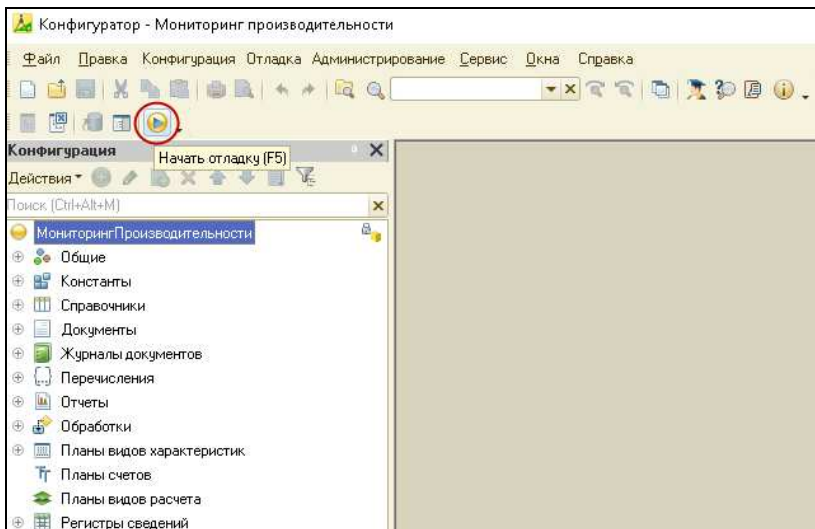 Конфигуратор - Мониторинг производительности
Файл Правка Конфигурация Отладка Администрирование Сервис Окна Справка
Конфигурация
Начать отладку (F5)
Действия
Поиск (Ctrl+Alt+M)
МониторингПроизводительности
Общие
Константы
Справочники
Документы
Журналы документов
Перечисления
Отчеты
Обработки
Планы видов характеристик
Планы счетов
Планы видов расчета
Регистры сведений